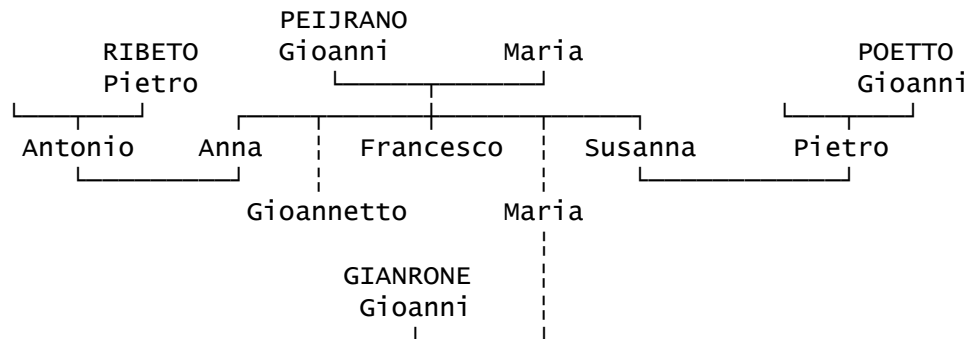 PEIJRANO
RIBETO Gioanni Maria POETTO
Pietro Gioanni
Antonio Anna Francesco Susanna Pietro
Gioannetto Maria
GIANRONE
Gioanni